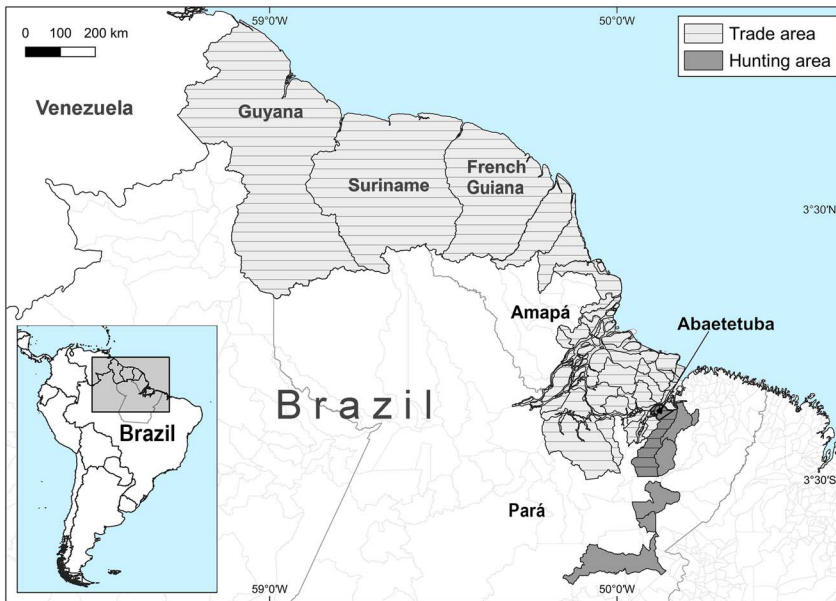 59°0'W
50°0'W
0 100 200 km
Trade area
Hunting area
Venezuela
Guyana
Suriname
French
Guiana
3°30'N
Amapá
Abaetetuba
Brazil
Brazil
3°30'S
Pará
59°0'W
50°0'W